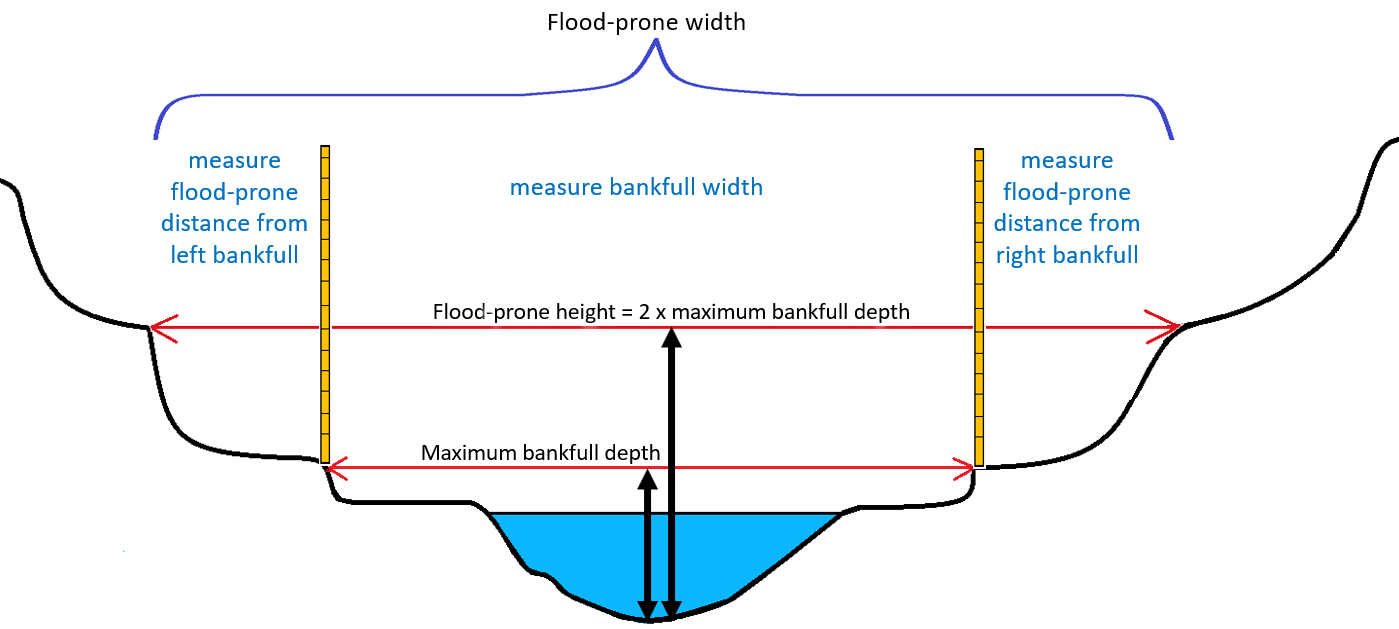 Flood-prone width
measure
flood-prone
distance from
left bankfull
measure bankfull width
measure
flood-prone
distance from
right bankfull
Flood-prone height = 2 x maximum bankfull depth
Maximum bankfull depth